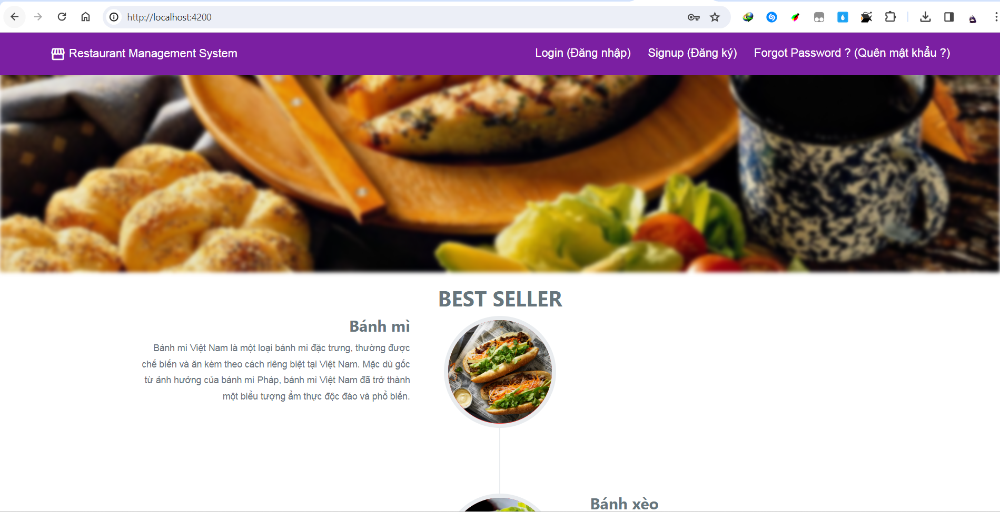 http://localhost:4200
Restaurant Management System
Login (Đăng nhập)
Signup (Đăng ký)
Forgot Password ? (Quên mật khẩu ?)
BEST SELLER
Bánh mì
Bánh mì Việt Nam là một loại bánh mì đặc trưng, thường được
chế biến và ăn kèm theo cách riêng biệt tại Việt Nam. Mặc dù gốc
từ ảnh hưởng của bánh mì Pháp, bánh mì Việt Nam đã trở thành
một biểu tượng ẩm thực độc đáo và phổ biến.
Bánh xèo